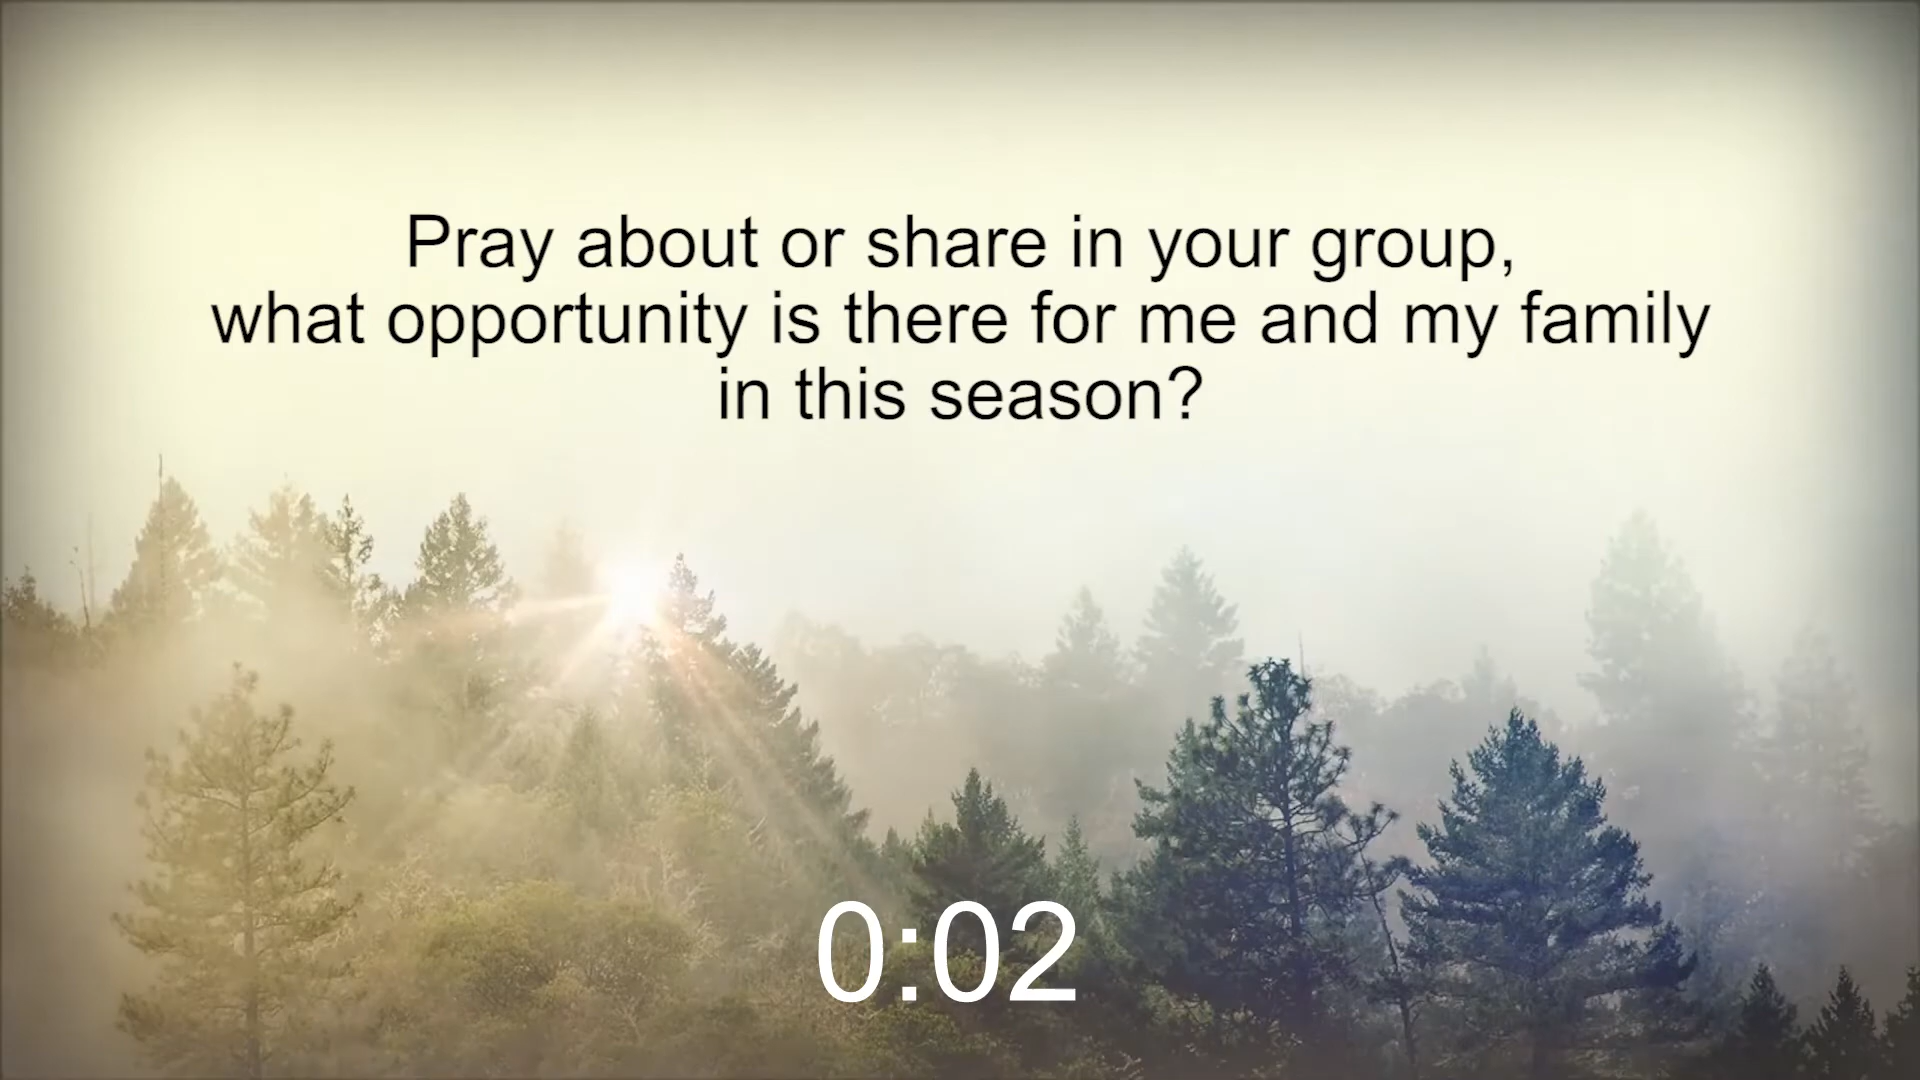 Pray about or share in your group,
what opportunity is there for me and my family
in this season?
0:02